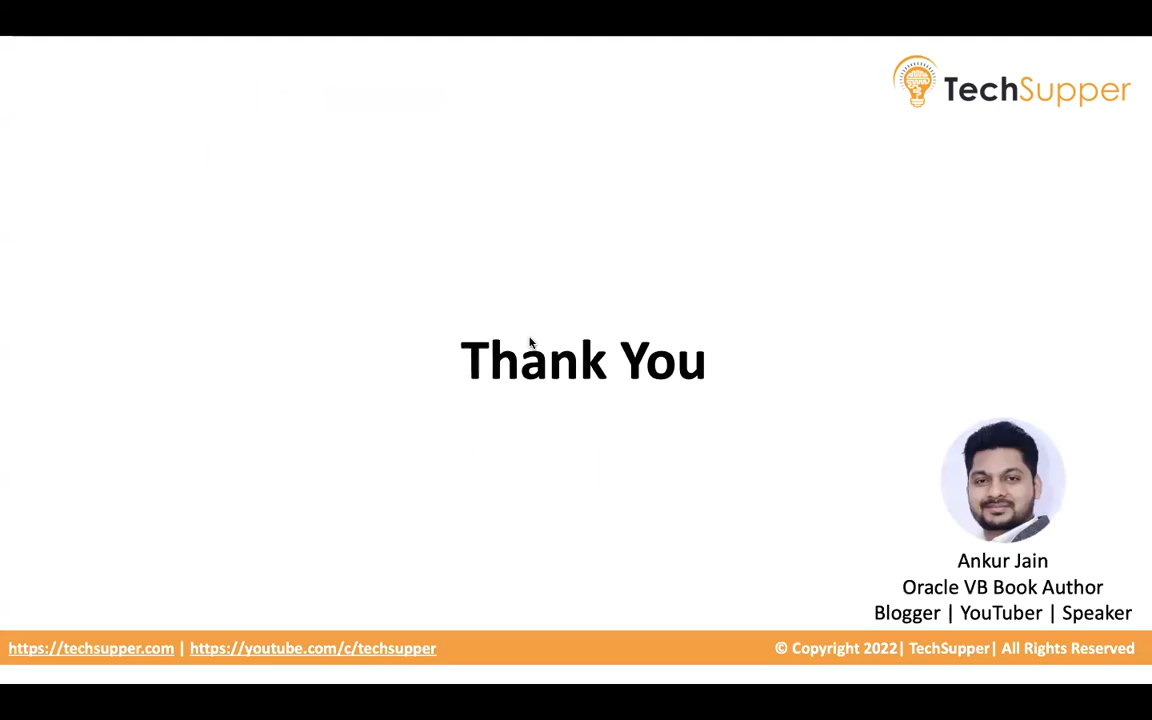 TechSupper
Thank You
Ankur Jain
Oracle VB Book Author
Blogger | YouTuber | Speaker
https://techsupper.com | https://youtube.com/c/techsupper
© Copyright 2022| TechSupper| All Rights Reserved